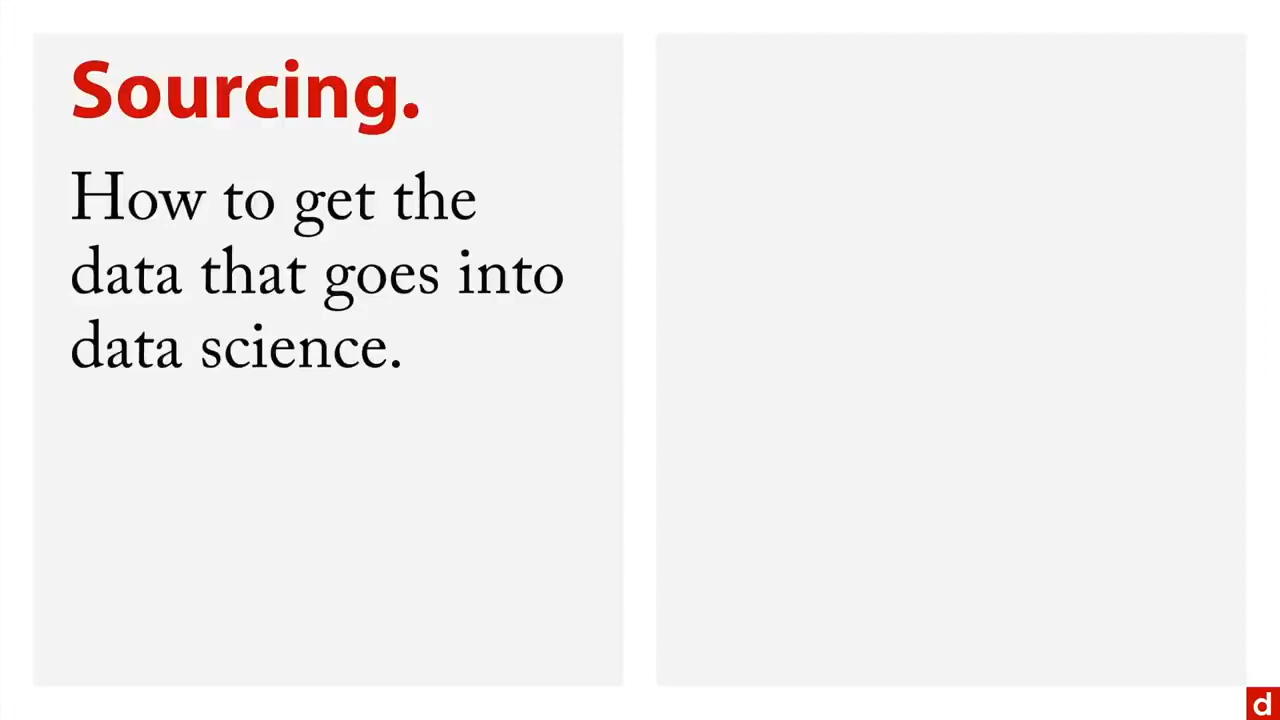 Sourcing.
How to get the
data that goes into
data science.
d